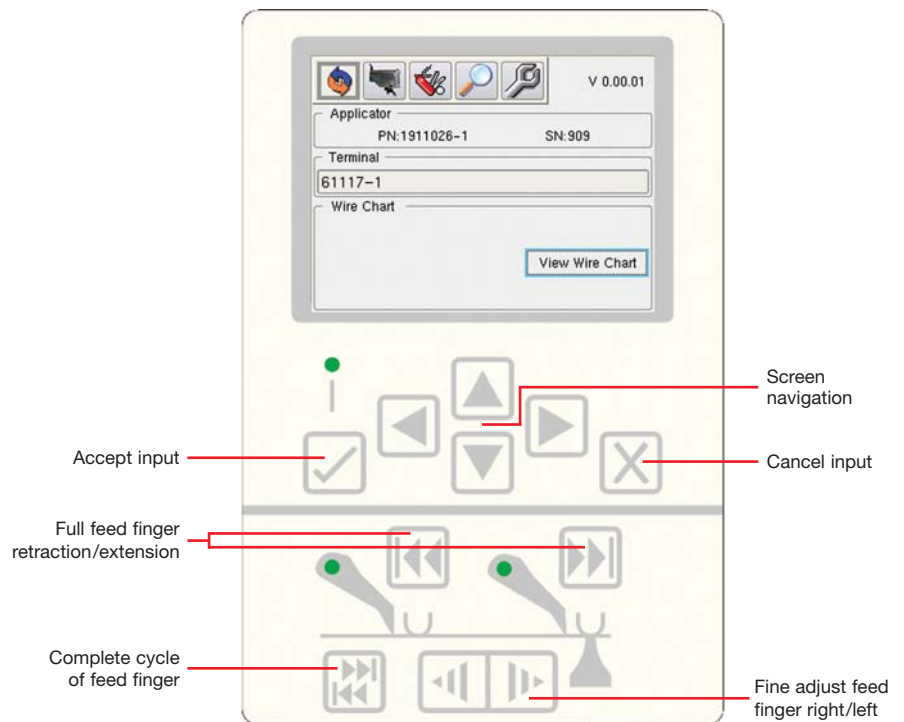 V 0.00.01
Applicator
PN:1911026-1 SN:909
Terminal
61117-1
Wire Chart
View Wire Chart
Screen
navigation
Accept input
Cancel input
Full feed finger
retraction/extension
Complete cycle
of feed finger
Fine adjust feed
finger right/left